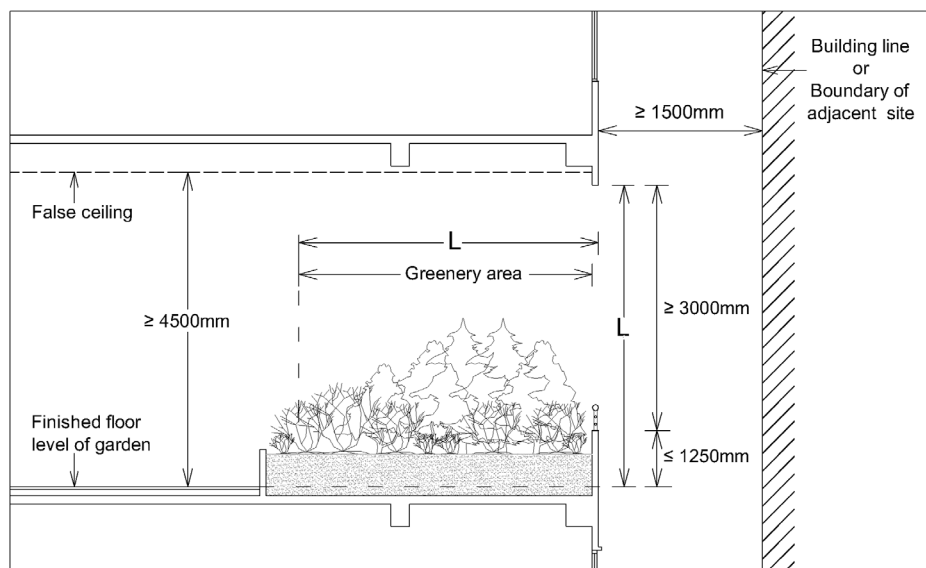 Building line
or
Boundary of
adjacent site
≥ 1500mm
False ceiling
L
Greenery area
≥ 4500mm
L
≥ 3000mm
Finished floor
level of garden
≤ 1250mm